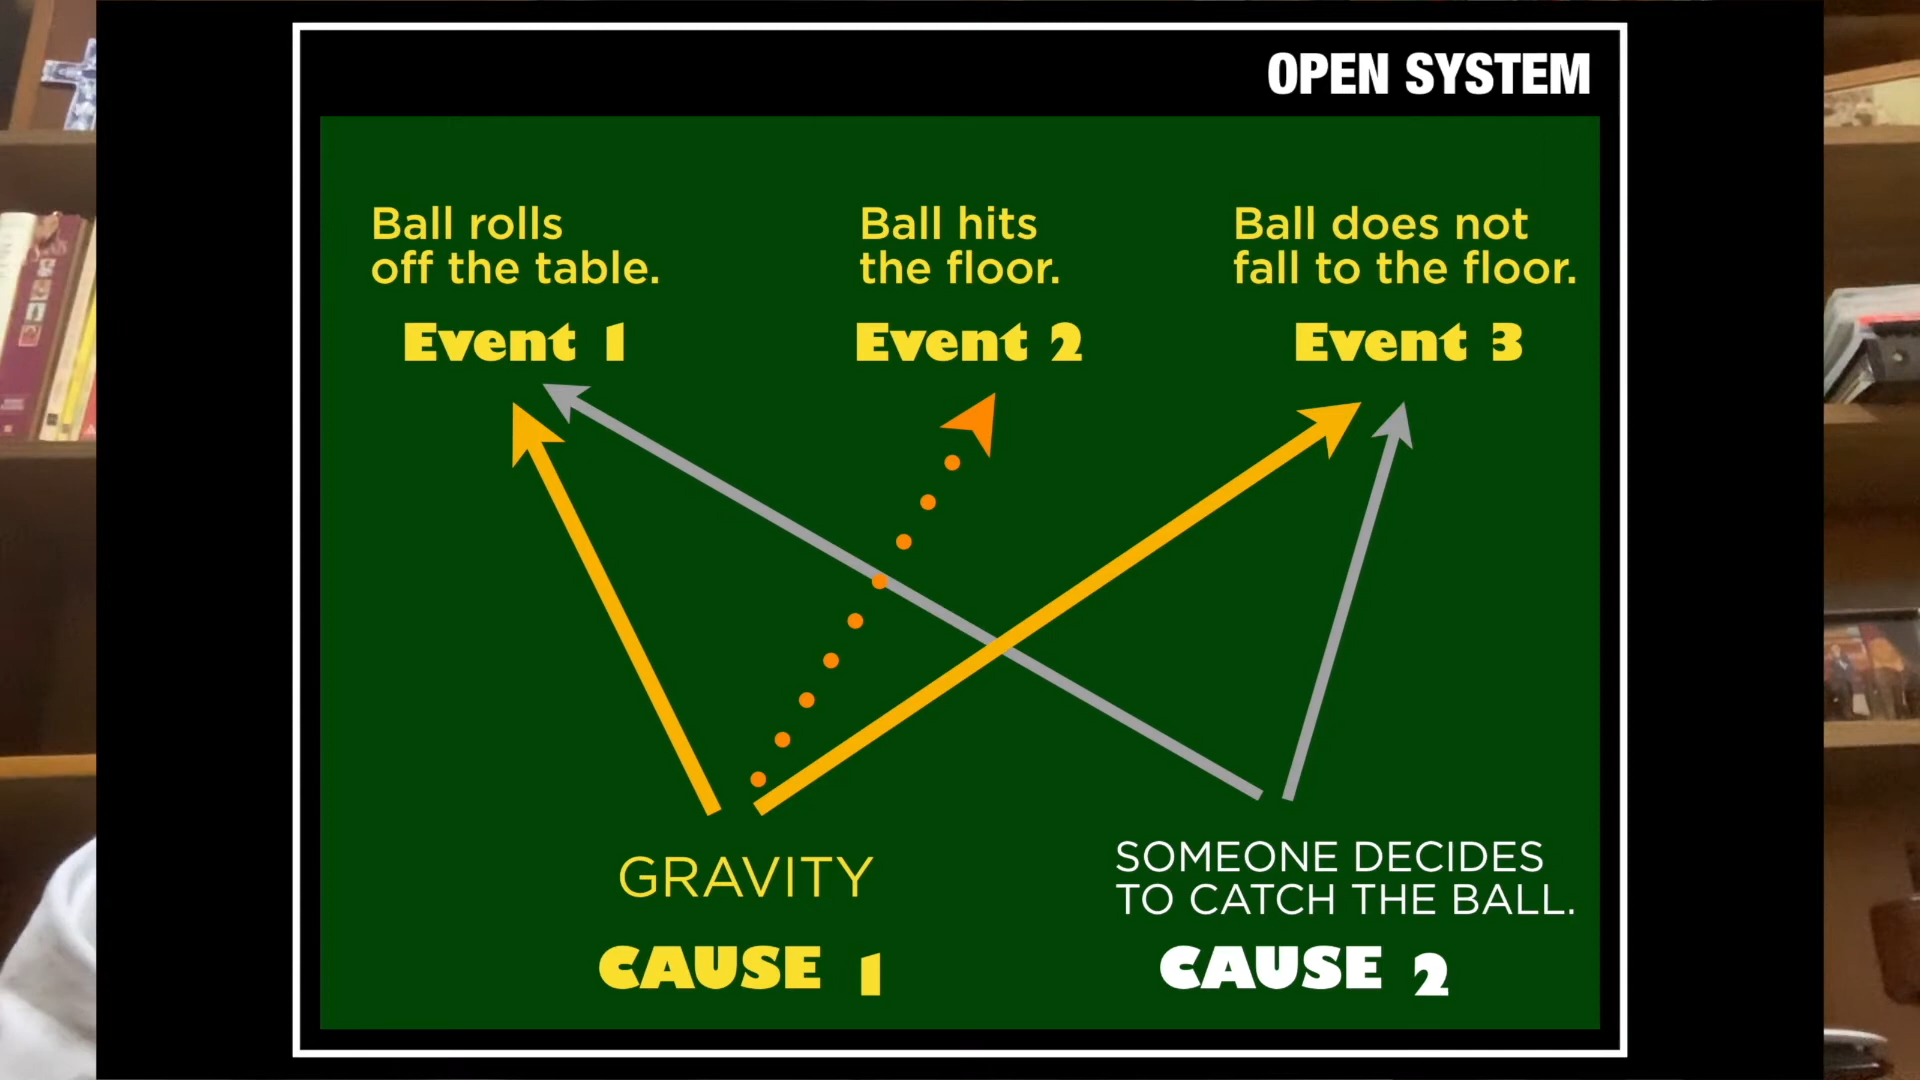 OPEN SYSTEM
Ball rolls
off the table.
Event 1
Ball hits
the floor.
Event 2
Ball does not
fall to the floor.
Event 3
GRAVITY
CAUSE 1
SOMEONE DECIDES
TO CATCH THE BALL.
CAUSE 2